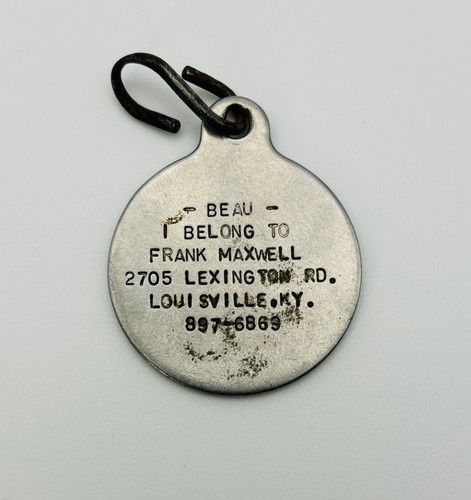 - BEAU -
I BELONG TO
FRANK MAXWELL
2705 LEXINGTON RD.
LOUISVILLE.KY.
897-6869